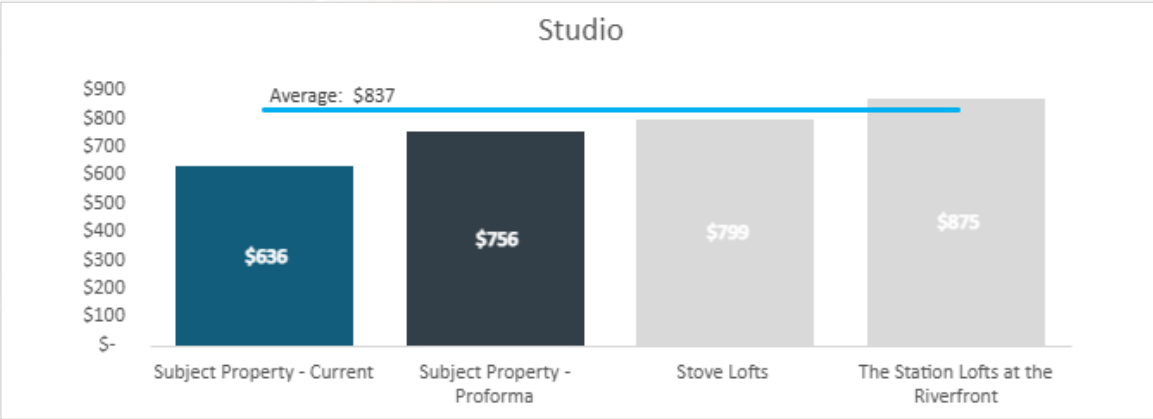 Studio
$900
Average:  $837
$800
$700
$600
$500
$400
$300
$200
$100
$-
$636
$756
$799
$875
Subject Property - Current
Subject Property -
Proforma
Stove Lofts
The Station Lofts at the
Riverfront